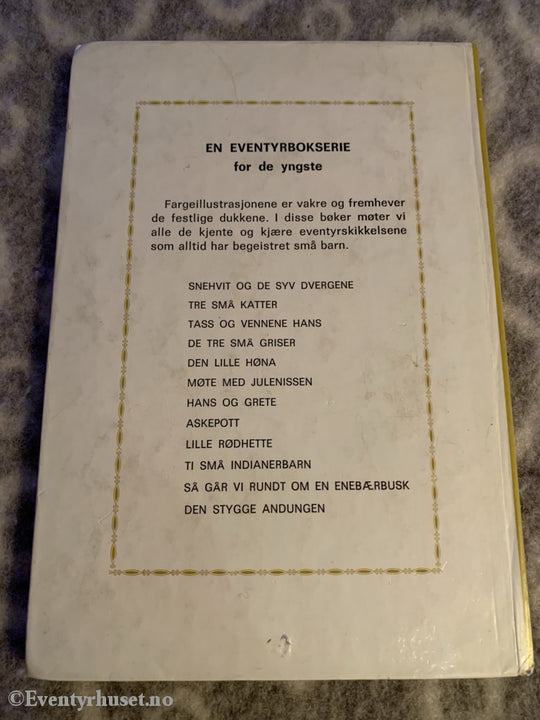 EN EVENTYRBOKSERIE
for de yngste
Fargeillustrasjonene er vakre og fremhever
de festlige dukkene. I disse bøker møter vi
alle de kjente og kjære eventyrskikkelsene
som alltid har begeistret små barn.
SNEHVIT OG DE SYV DVERGENE
TRE SMÅ KATTER
TASS OG VENNENE HANS
DE TRE SMÅ GRISER
DEN LILLE HØNA
MØTE MED JULENISSEN
HANS OG GRETE
ASKEPOTT
LILLE RØDHETTE
TI SMÅ INDIANERBARN
SÅ GÅR VI RUNDT OM EN ENEBÆRBUSK
DEN STYGGE ANDUNGEN
©Eventyrhuset.no